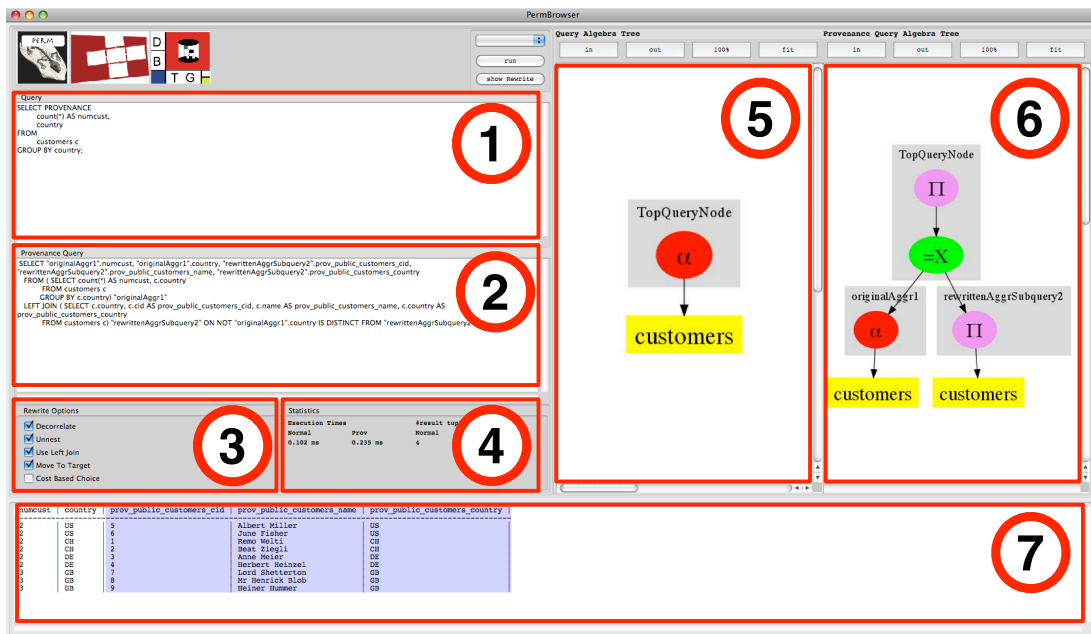 PermBrowser
PERM
D
B
T G
run
show Rewrite
Query
SELECT PROVENANCE
count(*) AS numcust,
country
FROM
customers c
GROUP BY country;
1
Provenance Query
SELECT "originalAggr1".numcust, "originalAggr1".country, "rewrittenAggrSubquery2".prov_public_customers_cid,
"rewrittenAggrSubquery2".prov_public_customers_name, "rewrittenAggrSubquery2".prov_public_customers_country
FROM ( SELECT count(*) AS numcust, c.country
FROM customers c
GROUP BY c.country) "originalAggr1"
LEFT JOIN ( SELECT c.country, c.cid AS prov_public_customers_cid, c.name AS prov_public_customers_name, c.country AS
prov_public_customers_country
FROM customers c) "rewrittenAggrSubquery2" ON NOT "originalAggr1".country IS DISTINCT FROM "rewrittenAggrSubquery2
2
Rewrite Options
Decorrelate
Unnest
Use Left Join
Move To Target
Cost Based Choice
3
Statistics
Execution Times #result tup
Normal Prov Normal
0.102 ms 0.235 ms 4
4
Query Algebra Tree
in out 100% fit
5
TopQueryNode
α
customers
Provenance Query Algebra Tree
in out 100% fit
6
TopQueryNode
Π
=X
originalAggr1 rewrittenAggrSubquery2
α Π
customers customers
numcust | country | prov_public_customers_cid | prov_public_customers_name | prov_public_customers_country |
2 | US | 5 | Albert Miller | US
2 | US | 6 | June Fisher | US
2 | CH | 1 | Remo Welti | CH
2 | CH | 2 | Beat Ziegli | CH
2 | DE | 3 | Anne Meier | DE
2 | DE | 4 | Herbert Heinzel | DE
3 | GB | 7 | Lord Shetterton | GB
3 | GB | 8 | Mr Henrick Blob | GB
3 | GB | 9 | Heiner Hummer | GB
7